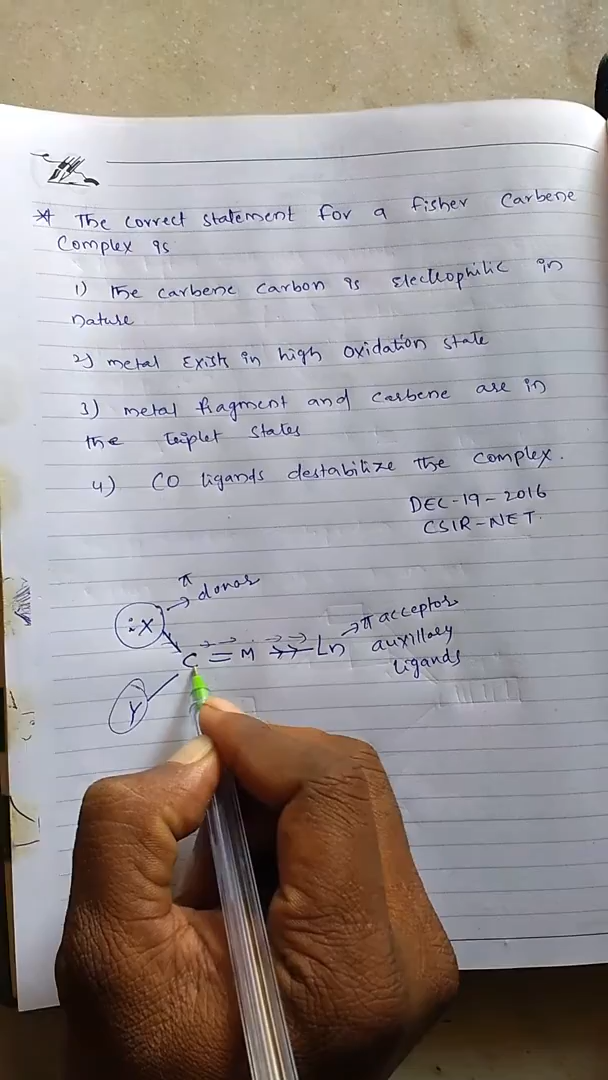 * The correct statement for a fisher Carbene
Complex is
1) the carbene carbon is Electrophilic in
nature
2) metal Exists in high oxidation state
3) metal fragment and carbene are in
the triplet states
4) CO ligands destabilize the complex.
DEC-19-2016
CSIR-NET.
π
→ donor
:X
C = M →→ Ln → π acceptor
auxillary
ligands
Y